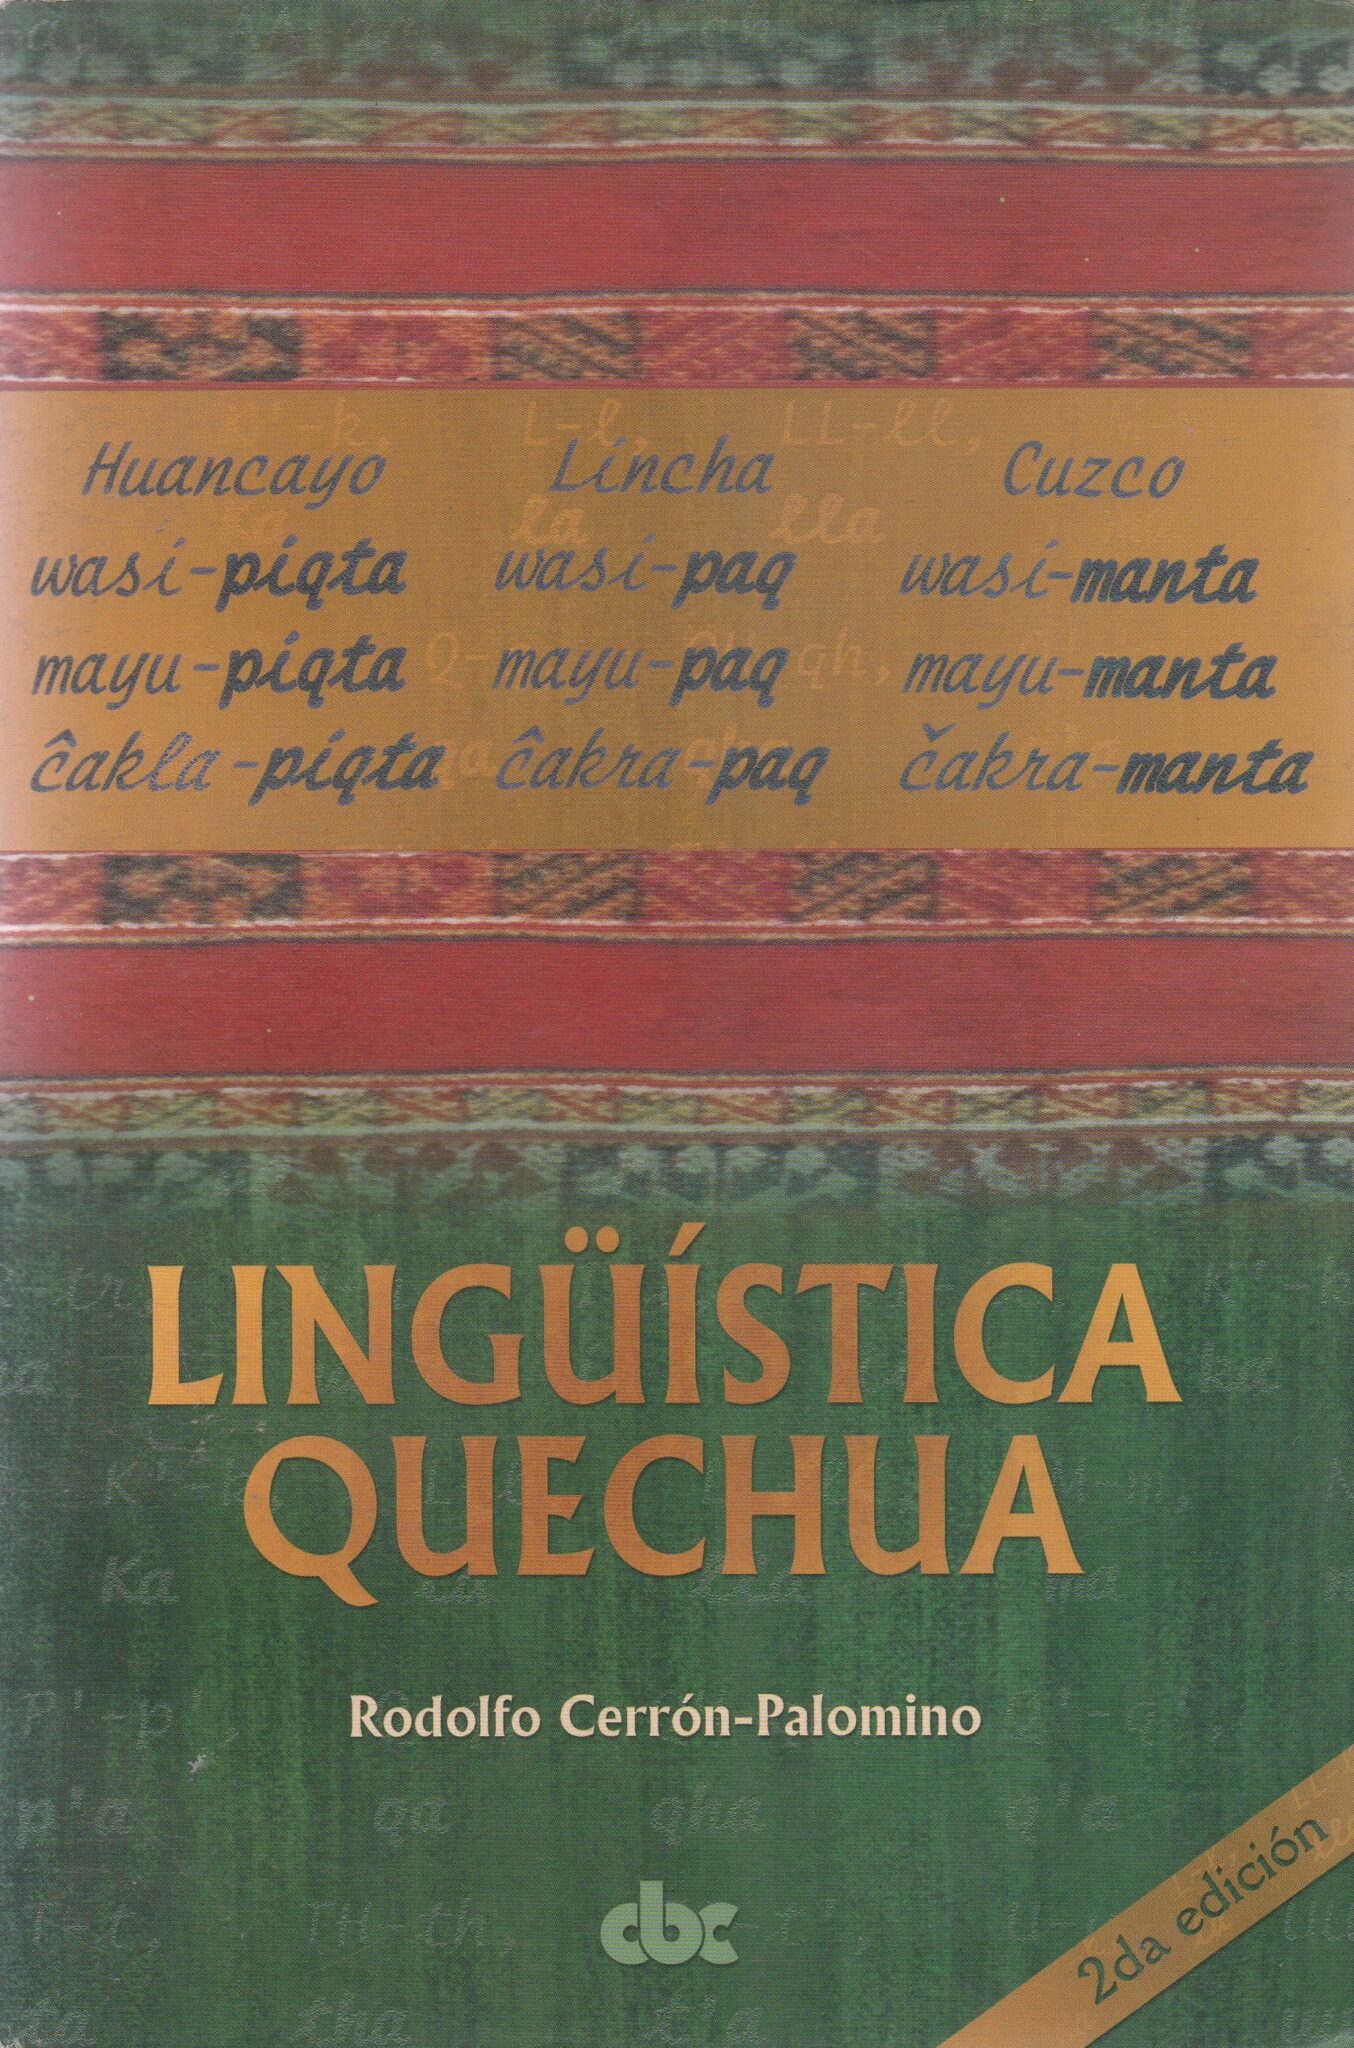 Huancayo Lincha Cuzco
wasi-piqta wasi-paq wasi-manta
mayu-piqta mayu-paq mayu-manta
ĉakla-piqta ĉakra-paq čakra-manta
LINGÜÍSTICA
QUECHUA
Rodolfo Cerrón-Palomino
2da edición
cbc